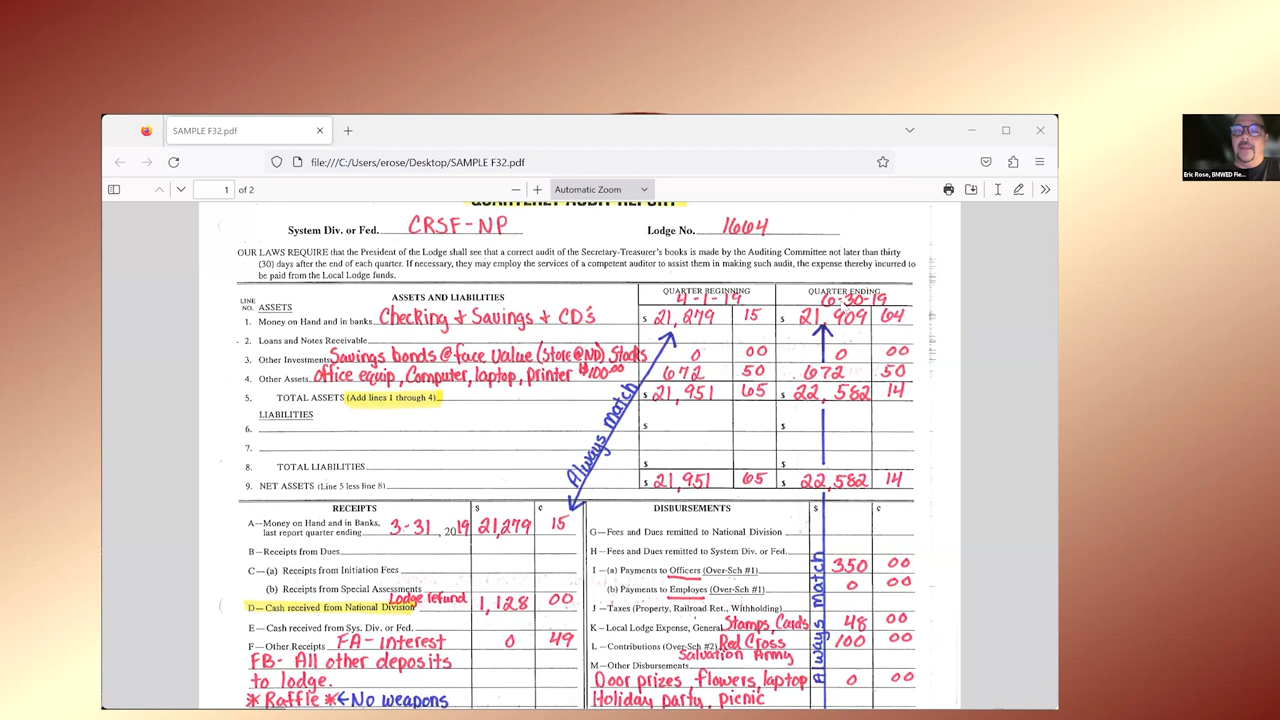 SAMPLE F32.pdf
file:///C:/Users/erose/Desktop/SAMPLE F32.pdf
1 of 2
Automatic Zoom
QUARTERLY AUDIT REPORT
System Div. or Fed. CRSF-NP Lodge No. 1664
OUR LAWS REQUIRE that the President of the Lodge shall see that a correct audit of the Secretary-Treasurer's books is made by the Auditing Committee not later than thirty
(30) days after the end of each quarter. If necessary, they may employ the services of a competent auditor to assist them in making such audit, the expense thereby incurred to
be paid from the Local Lodge funds.
LINE NO. ASSETS AND LIABILITIES QUARTER BEGINNING QUARTER ENDING
ASSETS 4-1-19 6-30-19
1. Money on Hand and in banks Checking & Savings & CD's $ 21,279 15 $ 21,909 64
2. Loans and Notes Receivable
3. Other Investments Savings bonds @ face value (Store @ ND) Stocks 0 00 0 00
4. Other Assets Office equip, Computer, laptop, printer $100.00 672 50 672 50
5. TOTAL ASSETS (Add lines 1 through 4) $ 21,951 65 $ 22,582 14
LIABILITIES
6. $ $
7.
8. TOTAL LIABILITIES $ $
9. NET ASSETS (Line 5 less line 8) $ 21,951 65 $ 22,582 14
Always Match
RECEIPTS $ ¢ DISBURSEMENTS $ ¢
A—Money on Hand and in Banks, last report quarter ending 3-31, 2019 21,279 15
G—Fees and Dues remitted to National Division
B—Receipts from Dues
H—Fees and Dues remitted to System Div. or Fed.
C—(a) Receipts from Initiation Fees
I—(a) Payments to Officers (Over-Sch #1) 350 00
(b) Receipts from Special Assessments
(b) Payments to Employes (Over-Sch #1) 0 00
D—Cash received from National Division Lodge refund 1,128 00
J—Taxes (Property, Railroad Ret., Withholding)
E—Cash received from Sys. Div. or Fed.
K—Local Lodge Expense, General Stamps, Cards 48 00
F—Other Receipts FA- interest 0 49
L—Contributions (Over-Sch #2) Red Cross 100 00
Salvation Army
FB- All other deposits
M—Other Disbursements
to lodge.
Door prizes, flowers, laptop 0 00
* Raffle * ← No weapons
Holiday party, picnic
Always Match
Eric Rose, BMWED Fie...